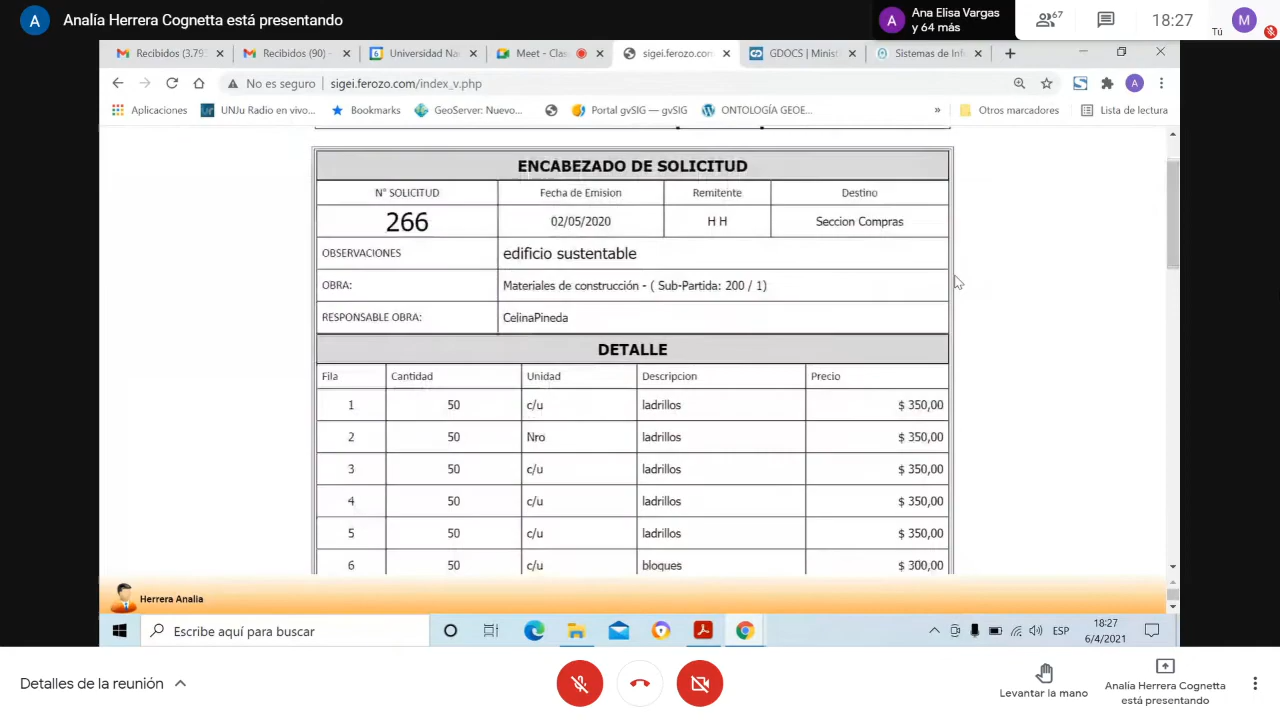 A Analía Herrera Cognetta está presentando
A Ana Elisa Vargas
y 64 más
67
18:27
Tú
M
Recibidos (3.79
Recibidos (90) -
6 Universidad Na
Meet - Clas
sigei.ferozo.com
GDOCS | Minist
Sistemas de Inf
No es seguro | sigei.ferozo.com/index_v.php
A
Aplicaciones
UNJu Radio en vivo...
Bookmarks
GeoServer: Nuevo...
Portal gvSIG — gvSIG
ONTOLOGÍA GEOE...
»
Otros marcadores
Lista de lectura
ENCABEZADO DE SOLICITUD
N° SOLICITUD Fecha de Emision Remitente Destino
266 02/05/2020 H H Seccion Compras
OBSERVACIONES edificio sustentable
OBRA: Materiales de construcción - ( Sub-Partida: 200 / 1)
RESPONSABLE OBRA: CelinaPineda
DETALLE
Fila Cantidad Unidad Descripcion Precio
1 50 c/u ladrillos $ 350,00
2 50 Nro ladrillos $ 350,00
3 50 c/u ladrillos $ 350,00
4 50 c/u ladrillos $ 350,00
5 50 c/u ladrillos $ 350,00
6 50 c/u bloques $ 300,00
Herrera Analia
Escribe aquí para buscar
ESP
18:27
6/4/2021
Detalles de la reunión
Levantar la mano
Analía Herrera Cognetta
está presentando